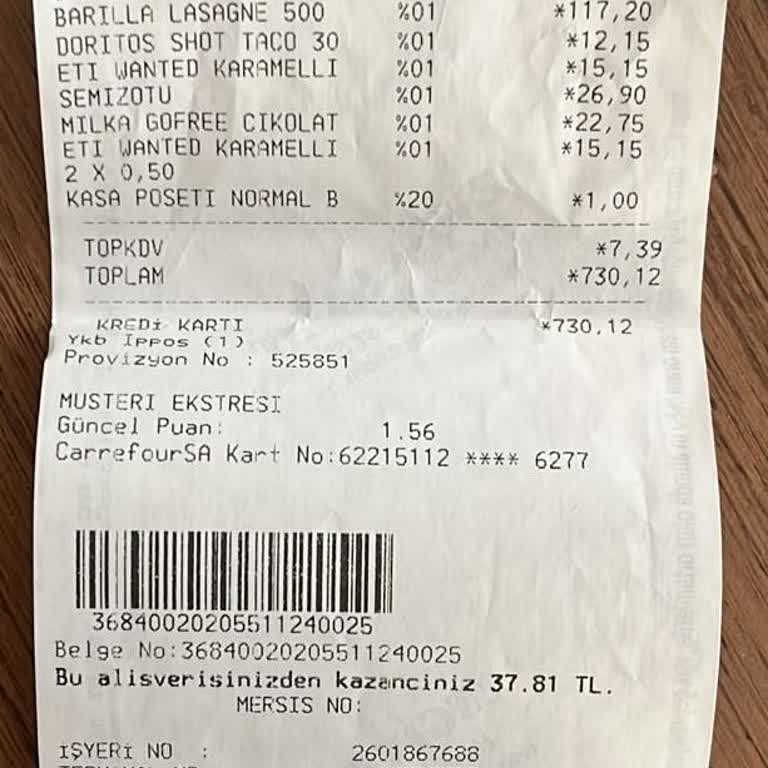 BARILLA LASAGNE 500 %01 *117,20
DORITOS SHOT TACO 30 %01 *12,15
ETI WANTED KARAMELLI %01 *15,15
SEMIZOTU %01 *26,90
MILKA GOFREE CIKOLAT %01 *22,75
ETI WANTED KARAMELLI %01 *15,15
2 X 0,50
KASA POSETI NORMAL B %20 *1,00
TOPKDV *7,39
TOPLAM *730,12
KREDİ KARTI *730,12
Ykb Ippos (1)
Provizyon No : 525851
MUSTERI EKSTRESI
Güncel Puan: 1.56
CarrefourSA Kart No:62215112 **** 6277
36840020205511240025
Belge No:36840020205511240025
Bu alisverisinizden kazanciniz 37.81 TL.
MERSIS NO:
İŞYERİ NO : 2601867688